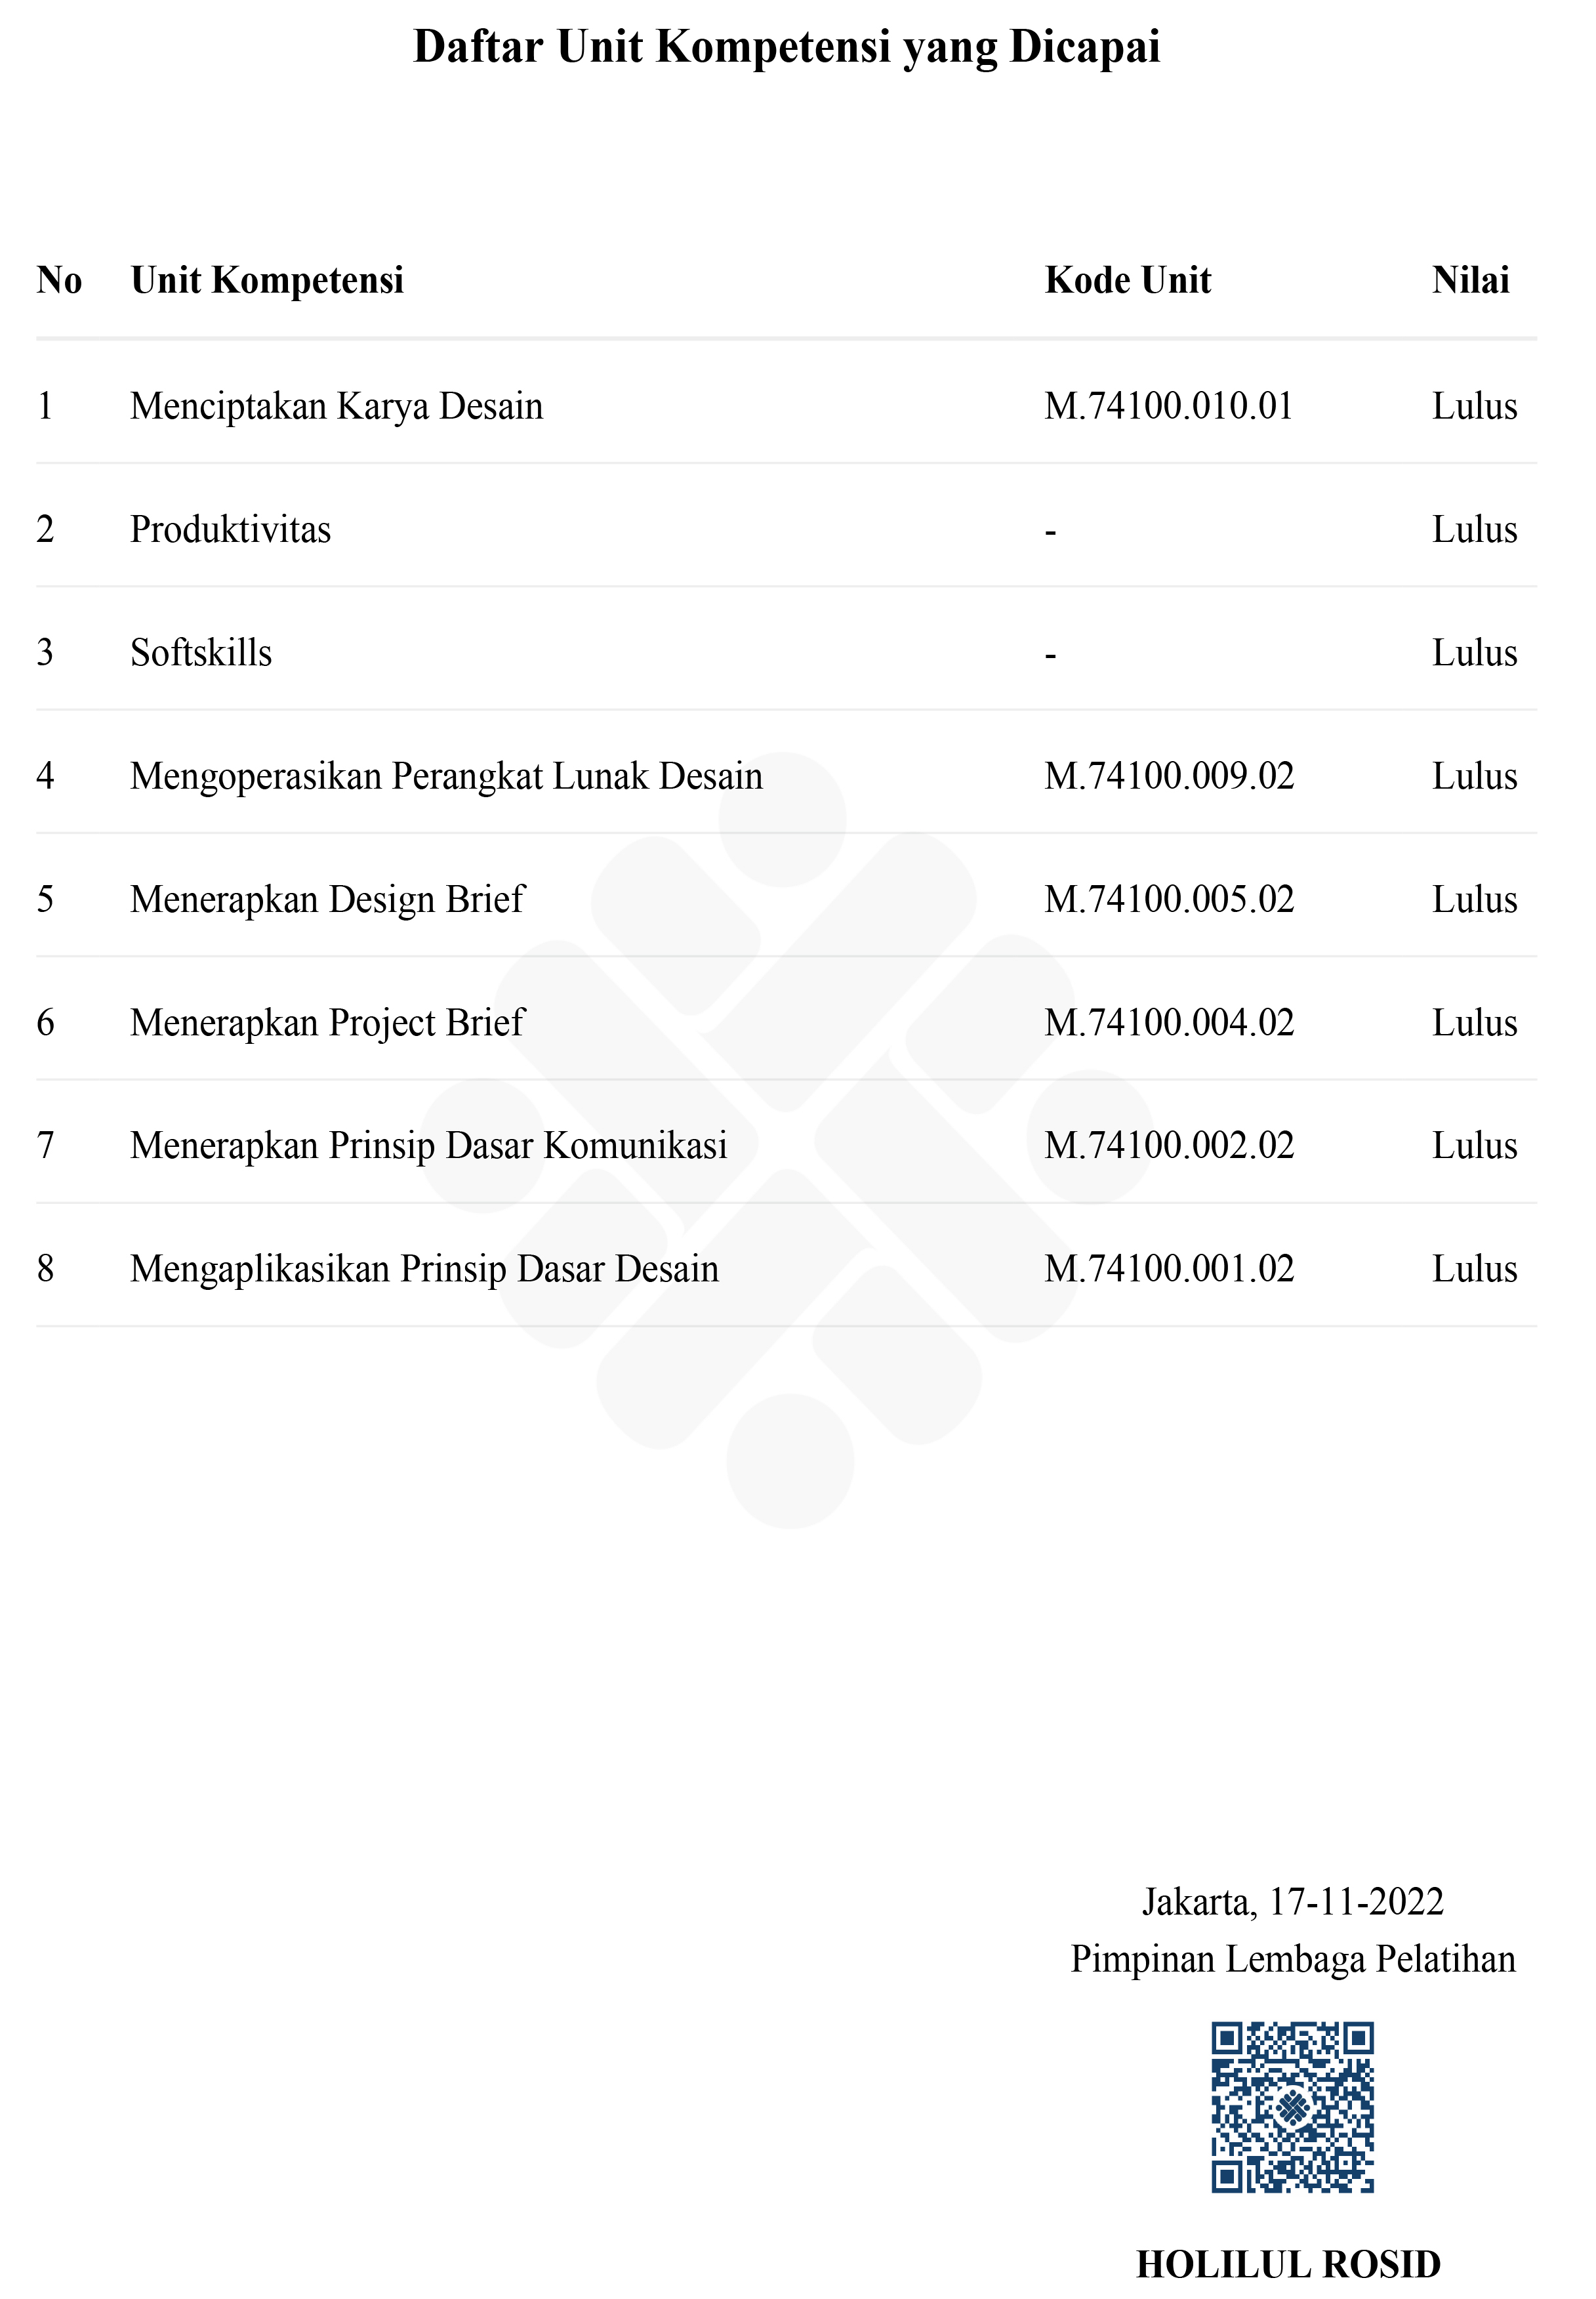 Daftar Unit Kompetensi yang Dicapai
No Unit Kompetensi Kode Unit Nilai
1 Menciptakan Karya Desain M.74100.010.01 Lulus
2 Produktivitas - Lulus
3 Softskills - Lulus
4 Mengoperasikan Perangkat Lunak Desain M.74100.009.02 Lulus
5 Menerapkan Design Brief M.74100.005.02 Lulus
6 Menerapkan Project Brief M.74100.004.02 Lulus
7 Menerapkan Prinsip Dasar Komunikasi M.74100.002.02 Lulus
8 Mengaplikasikan Prinsip Dasar Desain M.74100.001.02 Lulus
Jakarta, 17-11-2022
Pimpinan Lembaga Pelatihan
HOLILUL ROSID